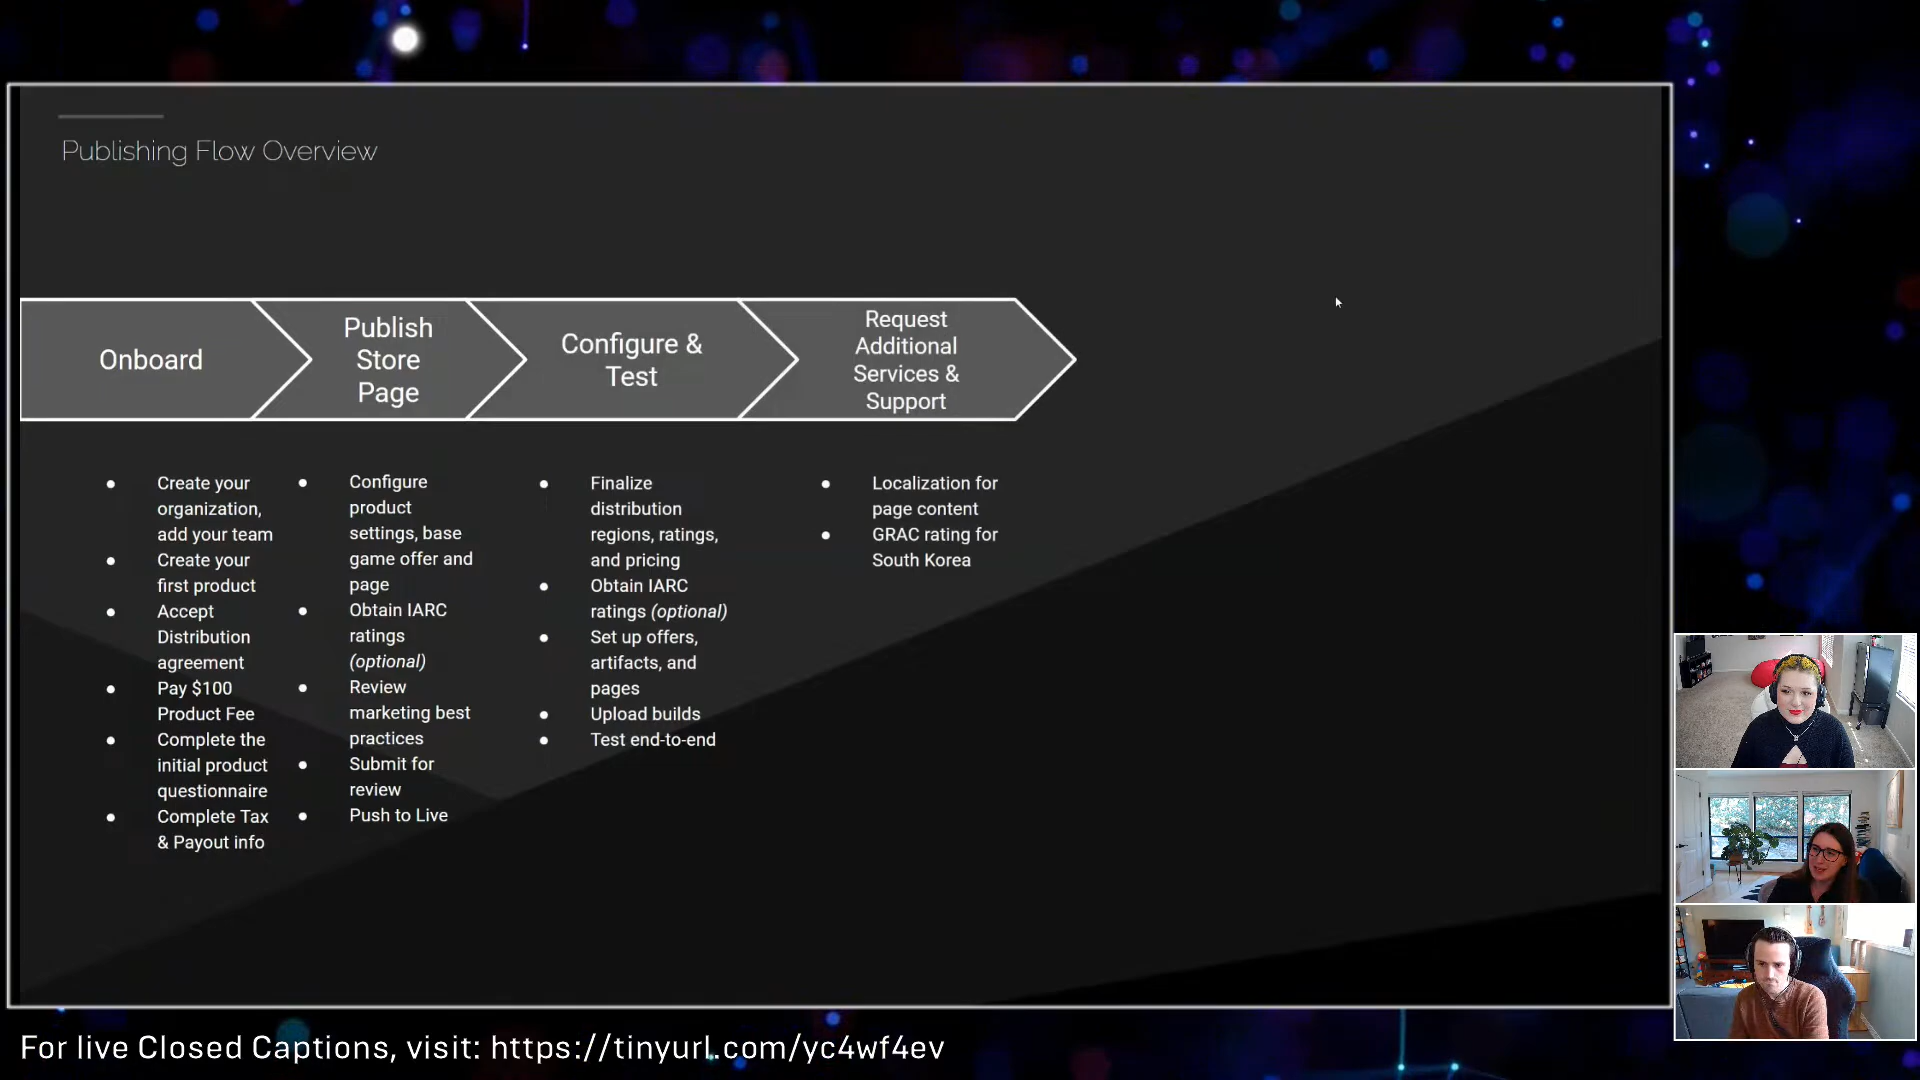 Publishing Flow Overview
Onboard
Publish
Store
Page
Configure &
Test
Request
Additional
Services &
Support
Create your
organization,
add your team
Create your
first product
Accept
Distribution
agreement
Pay $100
Product Fee
Complete the
initial product
questionnaire
Complete Tax
& Payout info
Configure
product
settings, base
game offer and
page
Obtain IARC
ratings
(optional)
Review
marketing best
practices
Submit for
review
Push to Live
Finalize
distribution
regions, ratings,
and pricing
Obtain IARC
ratings (optional)
Set up offers,
artifacts, and
pages
Upload builds
Test end-to-end
Localization for
page content
GRAC rating for
South Korea
For live Closed Captions, visit: https://tinyurl.com/yc4wf4ev